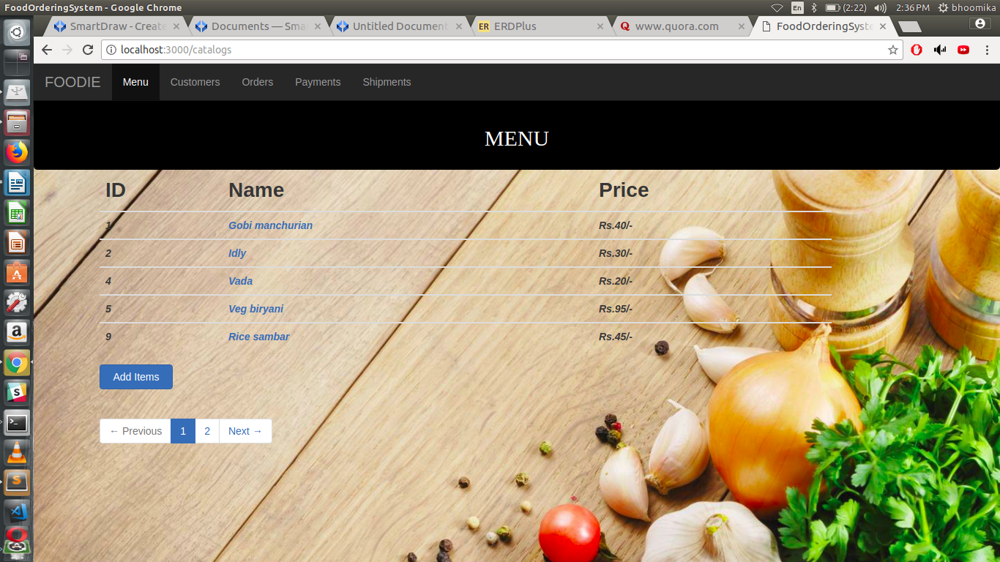 FoodOrderingSystem - Google Chrome
En (2:22) 2:36 PM bhoomika
SmartDraw - Create
Documents — Sma
Untitled Document
ER ERDPlus
Q www.quora.com
FoodOrderingSyste
localhost:3000/catalogs
FOODIE Menu Customers Orders Payments Shipments
MENU
ID Name Price
1 Gobi manchurian Rs.40/-
2 Idly Rs.30/-
4 Vada Rs.20/-
5 Veg biryani Rs.95/-
9 Rice sambar Rs.45/-
Add Items
← Previous 1 2 Next →